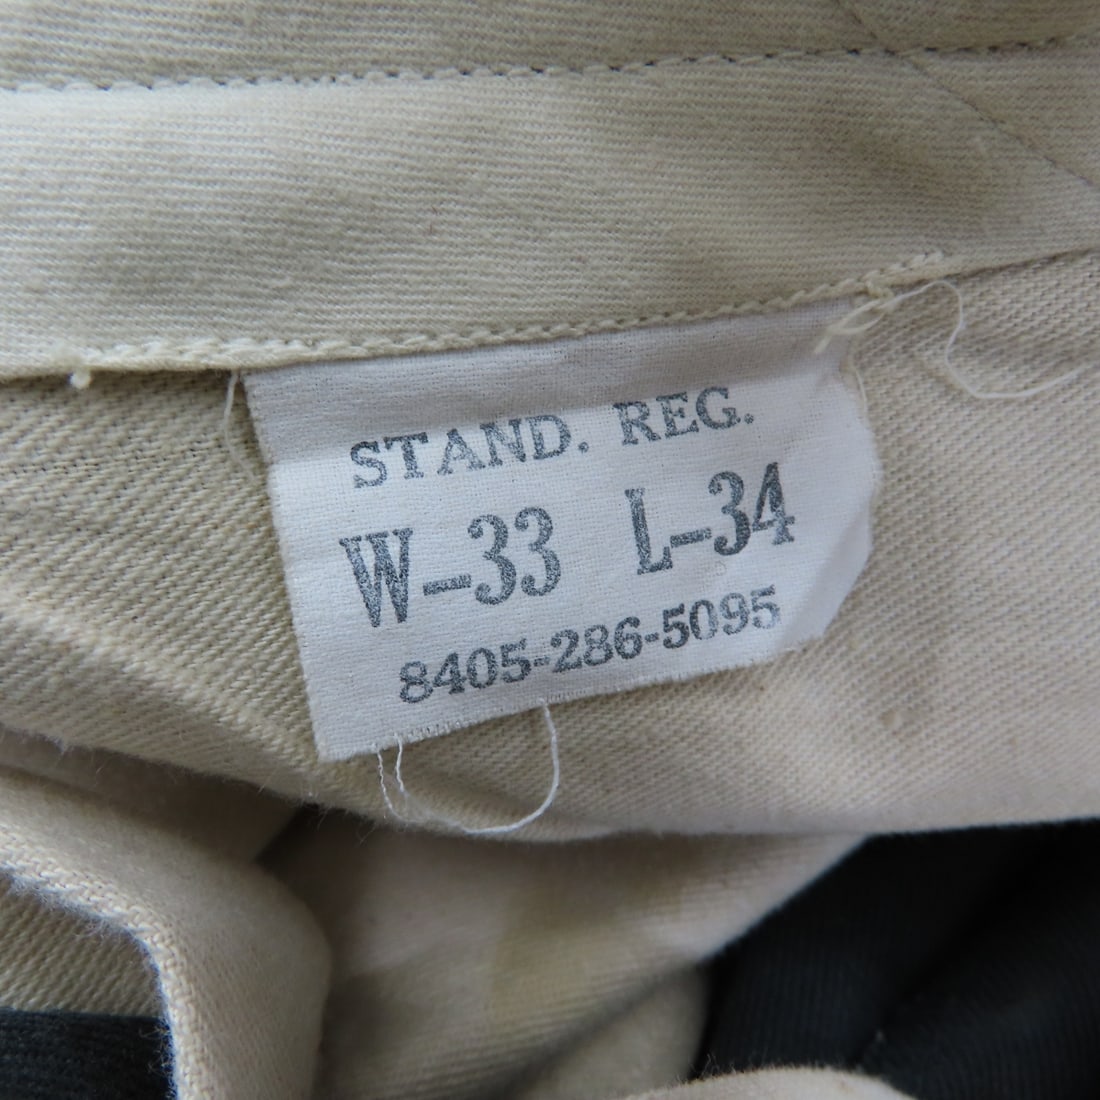 STAND. REG.
W-33 L-34
8405-286-5095